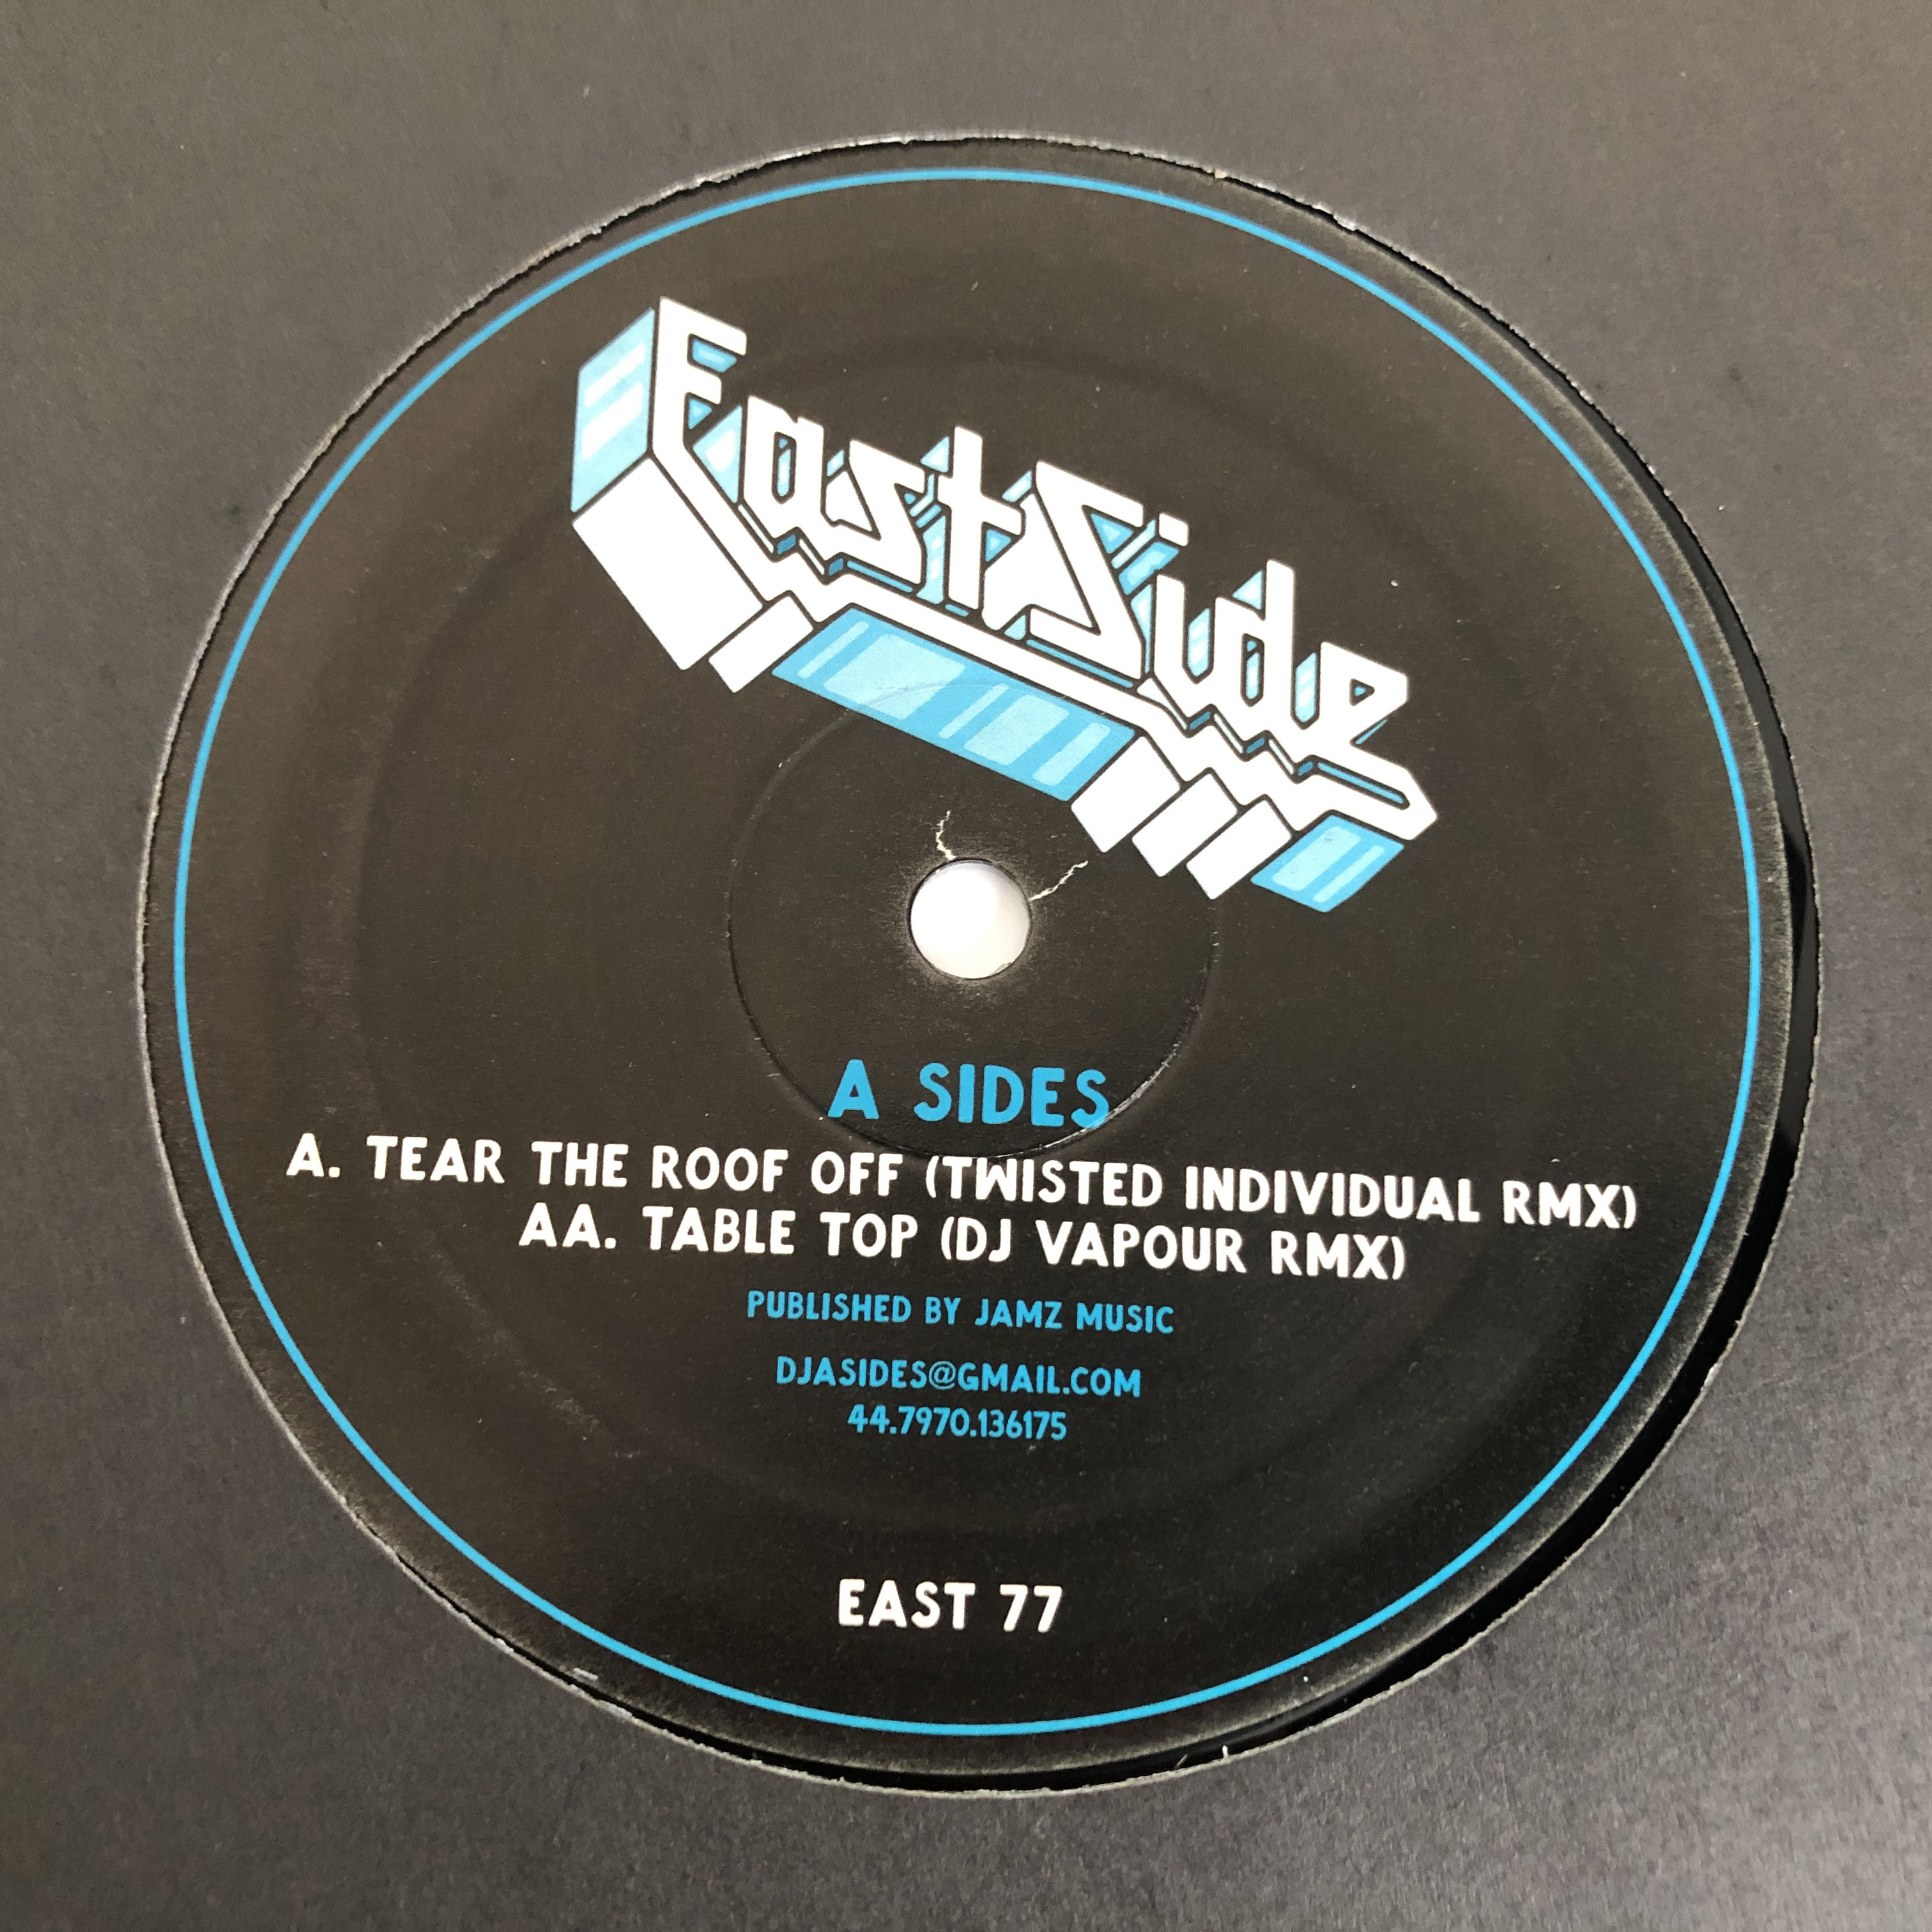 EastSide
A SIDES
A. TEAR THE ROOF OFF (TWISTED INDIVIDUAL RMX)
AA. TABLE TOP (DJ VAPOUR RMX)
PUBLISHED BY JAMZ MUSIC
DJASIDES@GMAIL.COM
44.7970.136175
EAST 77